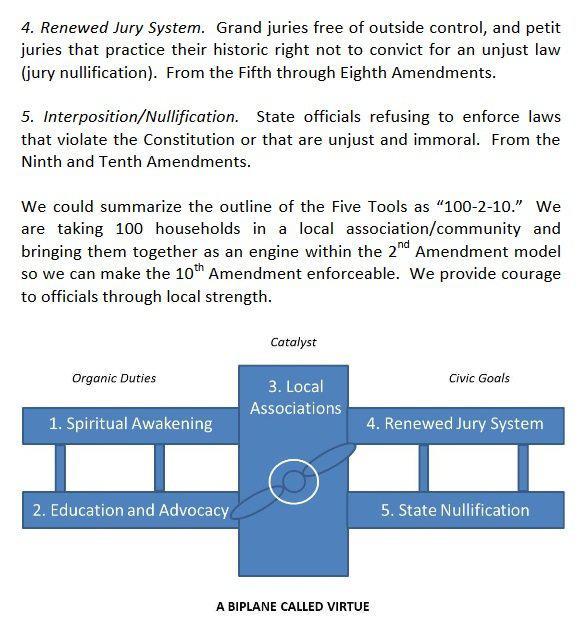 4. Renewed Jury System. Grand juries free of outside control, and petit
juries that practice their historic right not to convict for an unjust law
(jury nullification). From the Fifth through Eighth Amendments.
5. Interposition/Nullification. State officials refusing to enforce laws
that violate the Constitution or that are unjust and immoral. From the
Ninth and Tenth Amendments.
We could summarize the outline of the Five Tools as “100-2-10.” We
are taking 100 households in a local association/community and
bringing them together as an engine within the 2nd Amendment model
so we can make the 10th Amendment enforceable. We provide courage
to officials through local strength.
Catalyst
Organic Duties
Civic Goals
3. Local
Associations
1. Spiritual Awakening
4. Renewed Jury System
2. Education and Advocacy
5. State Nullification
A BIPLANE CALLED VIRTUE